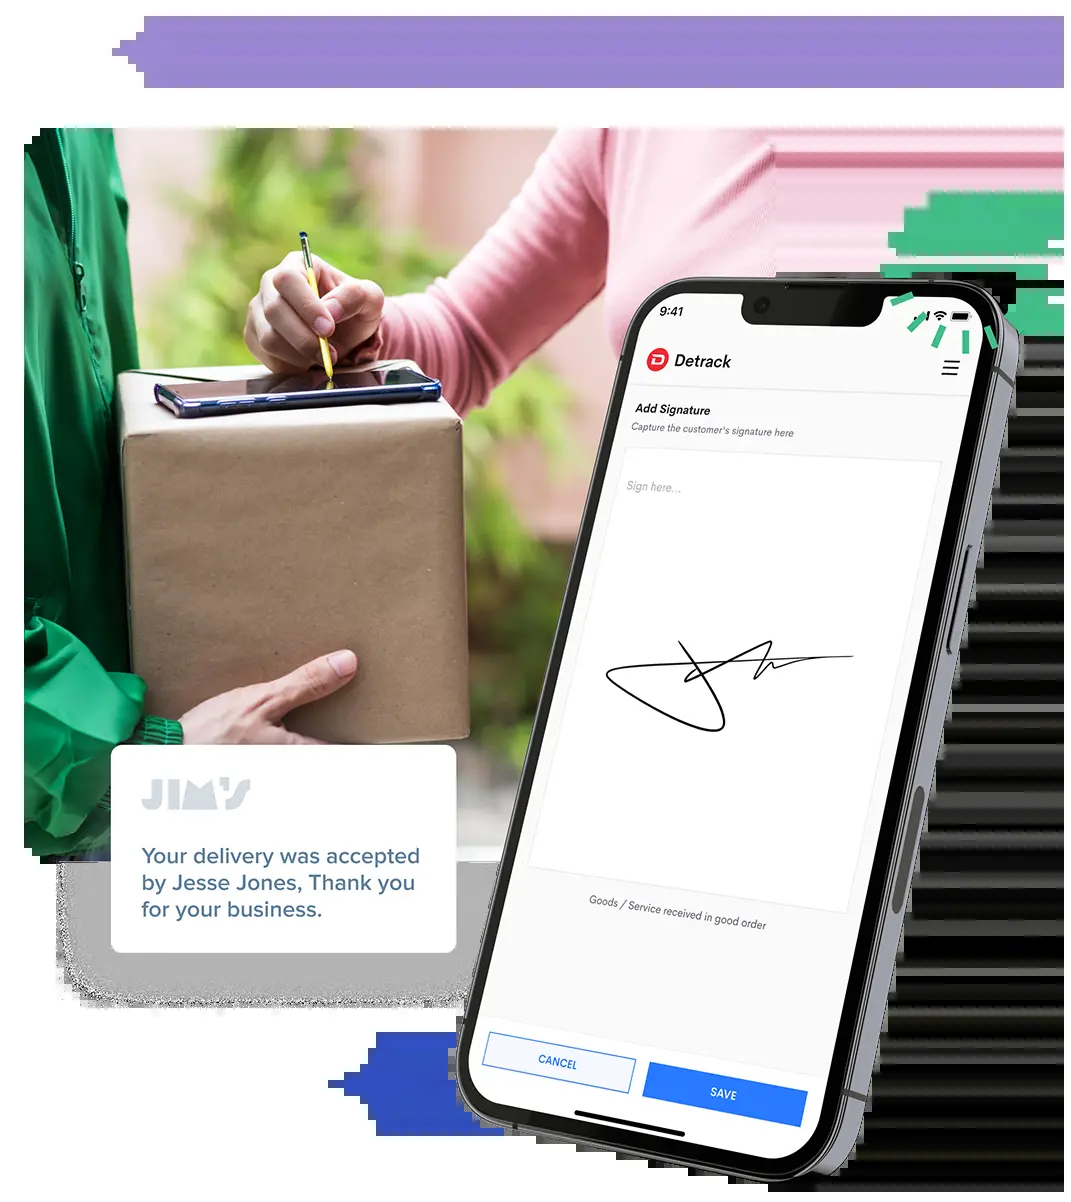 9:41
Detrack
Add Signature
Capture the customer's signature here
Sign here...
Goods / Service received in good order
CANCEL
SAVE
JIM'S
Your delivery was accepted
by Jesse Jones, Thank you
for your business.